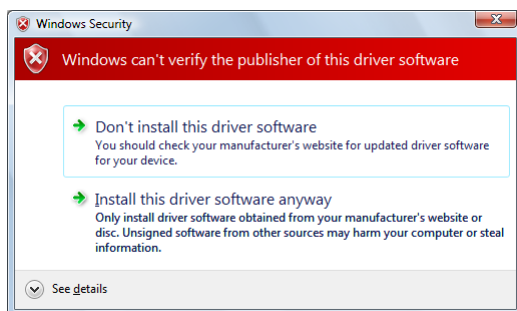 Windows Security
Windows can't verify the publisher of this driver software
Don't install this driver software
You should check your manufacturer's website for updated driver software
for your device.
Install this driver software anyway
Only install driver software obtained from your manufacturer's website or
disc. Unsigned software from other sources may harm your computer or steal
information.
See details